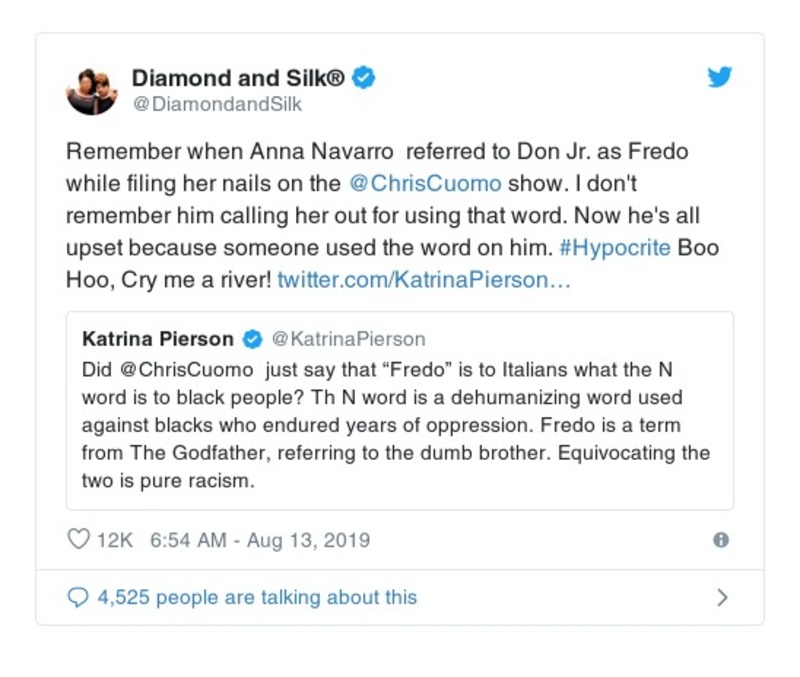 Diamond and Silk®
@DiamondandSilk
Remember when Anna Navarro  referred to Don Jr. as Fredo
while filing her nails on the @ChrisCuomo show. I don't
remember him calling her out for using that word. Now he's all
upset because someone used the word on him. #Hypocrite Boo
Hoo, Cry me a river! twitter.com/KatrinaPierson…
Katrina Pierson @KatrinaPierson
Did @ChrisCuomo  just say that “Fredo” is to Italians what the N
word is to black people? Th N word is a dehumanizing word used
against blacks who endured years of oppression. Fredo is a term
from The Godfather, referring to the dumb brother. Equivocating the
two is pure racism.
12K 6:54 AM - Aug 13, 2019
4,525 people are talking about this